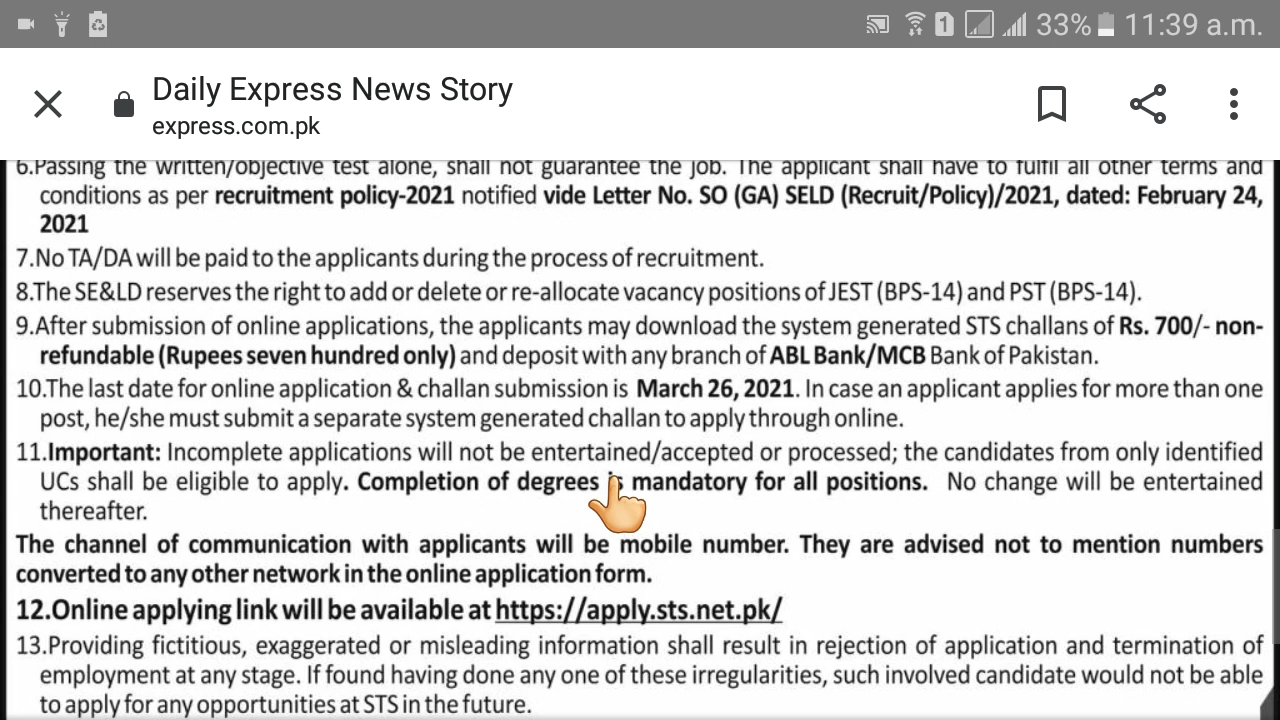 1 33% 11:39 a.m.
Daily Express News Story
express.com.pk
6.Passing the written/objective test alone, shall not guarantee the job. The applicant shall have to fulfil all other terms and
conditions as per recruitment policy-2021 notified vide Letter No. SO (GA) SELD (Recruit/Policy)/2021, dated: February 24,
2021
7.No TA/DA will be paid to the applicants during the process of recruitment.
8.The SE&LD reserves the right to add or delete or re-allocate vacancy positions of JEST (BPS-14) and PST (BPS-14).
9.After submission of online applications, the applicants may download the system generated STS challans of Rs. 700/- non-
refundable (Rupees seven hundred only) and deposit with any branch of ABL Bank/MCB Bank of Pakistan.
10.The last date for online application & challan submission is March 26, 2021. In case an applicant applies for more than one
post, he/she must submit a separate system generated challan to apply through online.
11.Important: Incomplete applications will not be entertained/accepted or processed; the candidates from only identified
UCs shall be eligible to apply. Completion of degrees is mandatory for all positions. No change will be entertained
thereafter.
The channel of communication with applicants will be mobile number. They are advised not to mention numbers
converted to any other network in the online application form.
12.Online applying link will be available at https://apply.sts.net.pk/
13.Providing fictitious, exaggerated or misleading information shall result in rejection of application and termination of
employment at any stage. If found having done any one of these irregularities, such involved candidate would not be able
to apply for any opportunities at STS in the future.